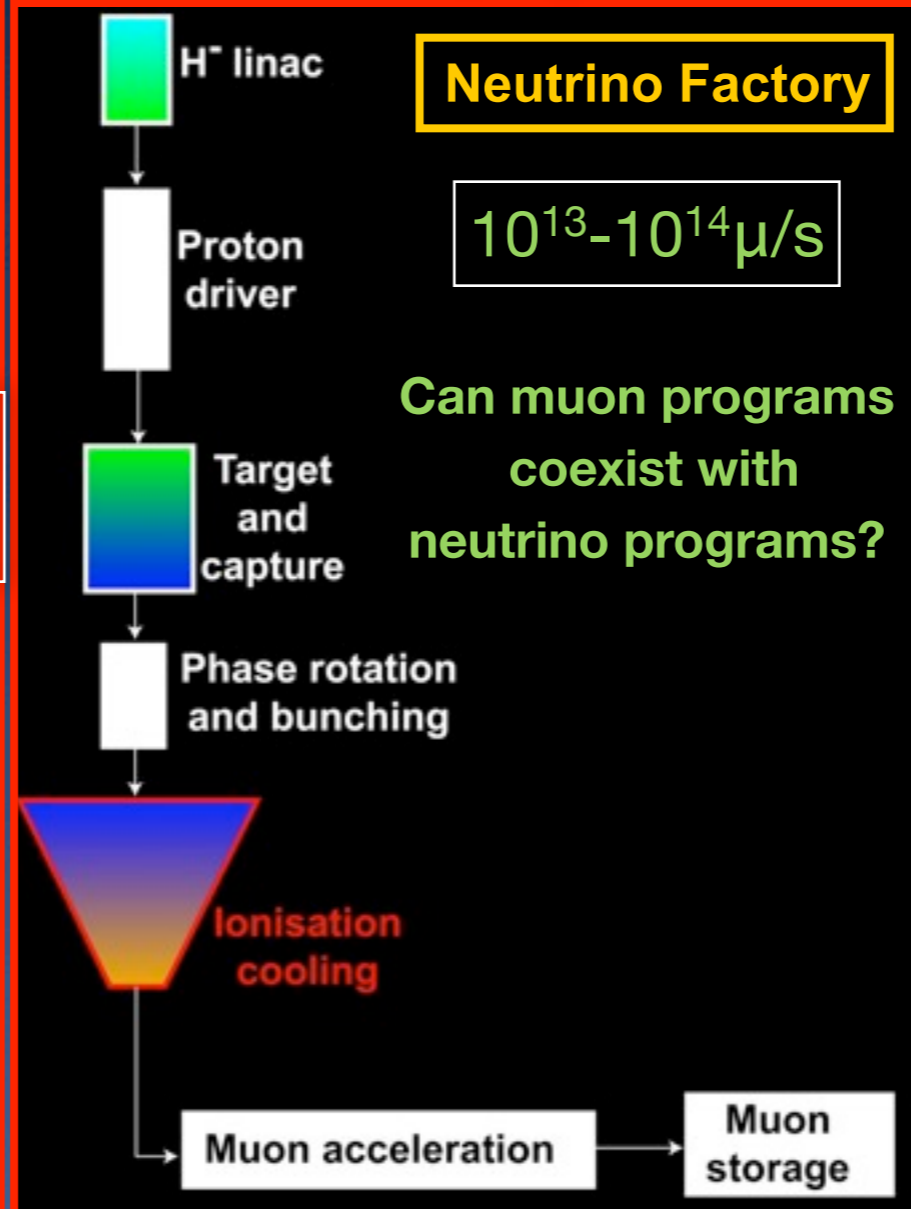 H⁻ linac
Neutrino Factory
10¹³-10¹⁴μ/s
Proton
driver
Can muon programs
coexist with
neutrino programs?
Target
and
capture
Phase rotation
and bunching
Ionisation
cooling
Muon acceleration
Muon
storage